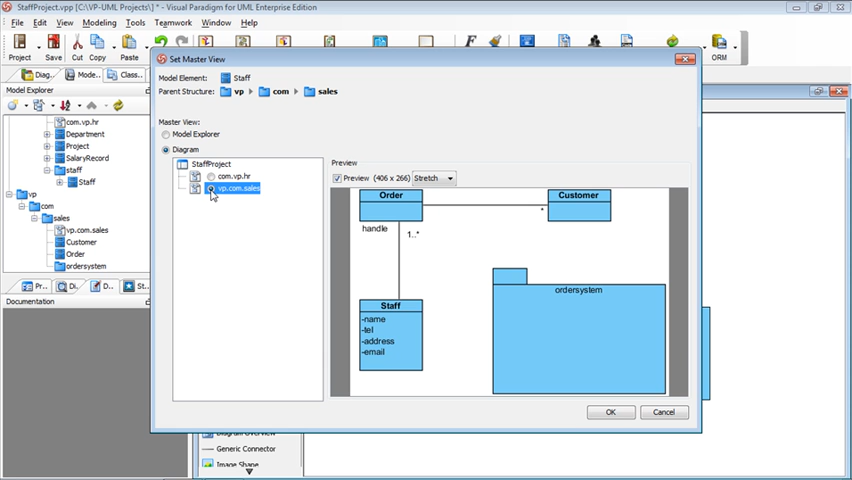 StaffProject.vpp [C:\VP-UML Projects] * - Visual Paradigm for UML Enterprise Edition
File Edit View Modeling Tools Teamwork Window Help
Project Save Cut Copy Paste ORM
Diag... Mode... Class...
Model Explorer
com.vp.hr
Department
Project
SalaryRecord
staff
Staff
vp
com
sales
vp.com.sales
Customer
Order
ordersystem
Pr... Di... D... St...
Documentation
Set Master View
Model Element: Staff
Parent Structure: vp com sales
Master View:
Model Explorer
Diagram
StaffProject
com.vp.hr
vp.com.sales
Preview
Preview (406 x 266) Stretch
Order
Customer
*
handle
1..*
Staff
-name
-tel
-address
-email
ordersystem
OK Cancel
Diagram Overview
Generic Connector
Image Shape